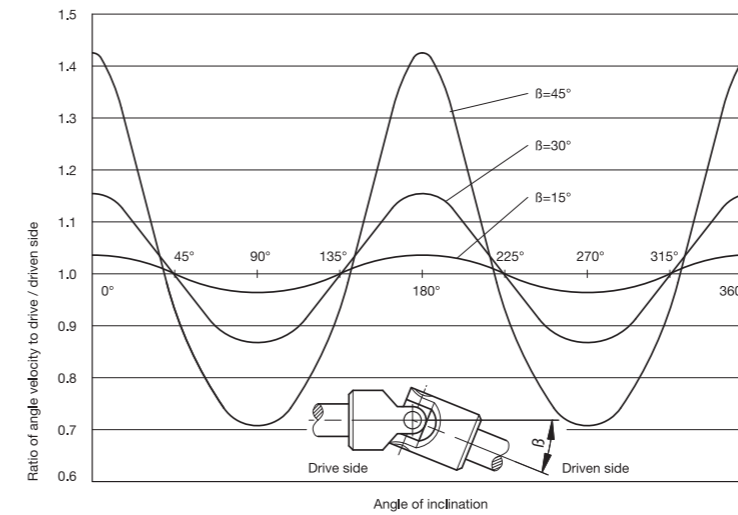 1.5
1.4
1.3
1.2
1.1
1.0
0.9
0.8
0.7
0.6
Ratio of angle velocity to drive / driven side
ß=45°
ß=30°
ß=15°
45° 90° 135° 225° 270° 315°
0° 180° 360
ß
Drive side Driven side
Angle of inclination